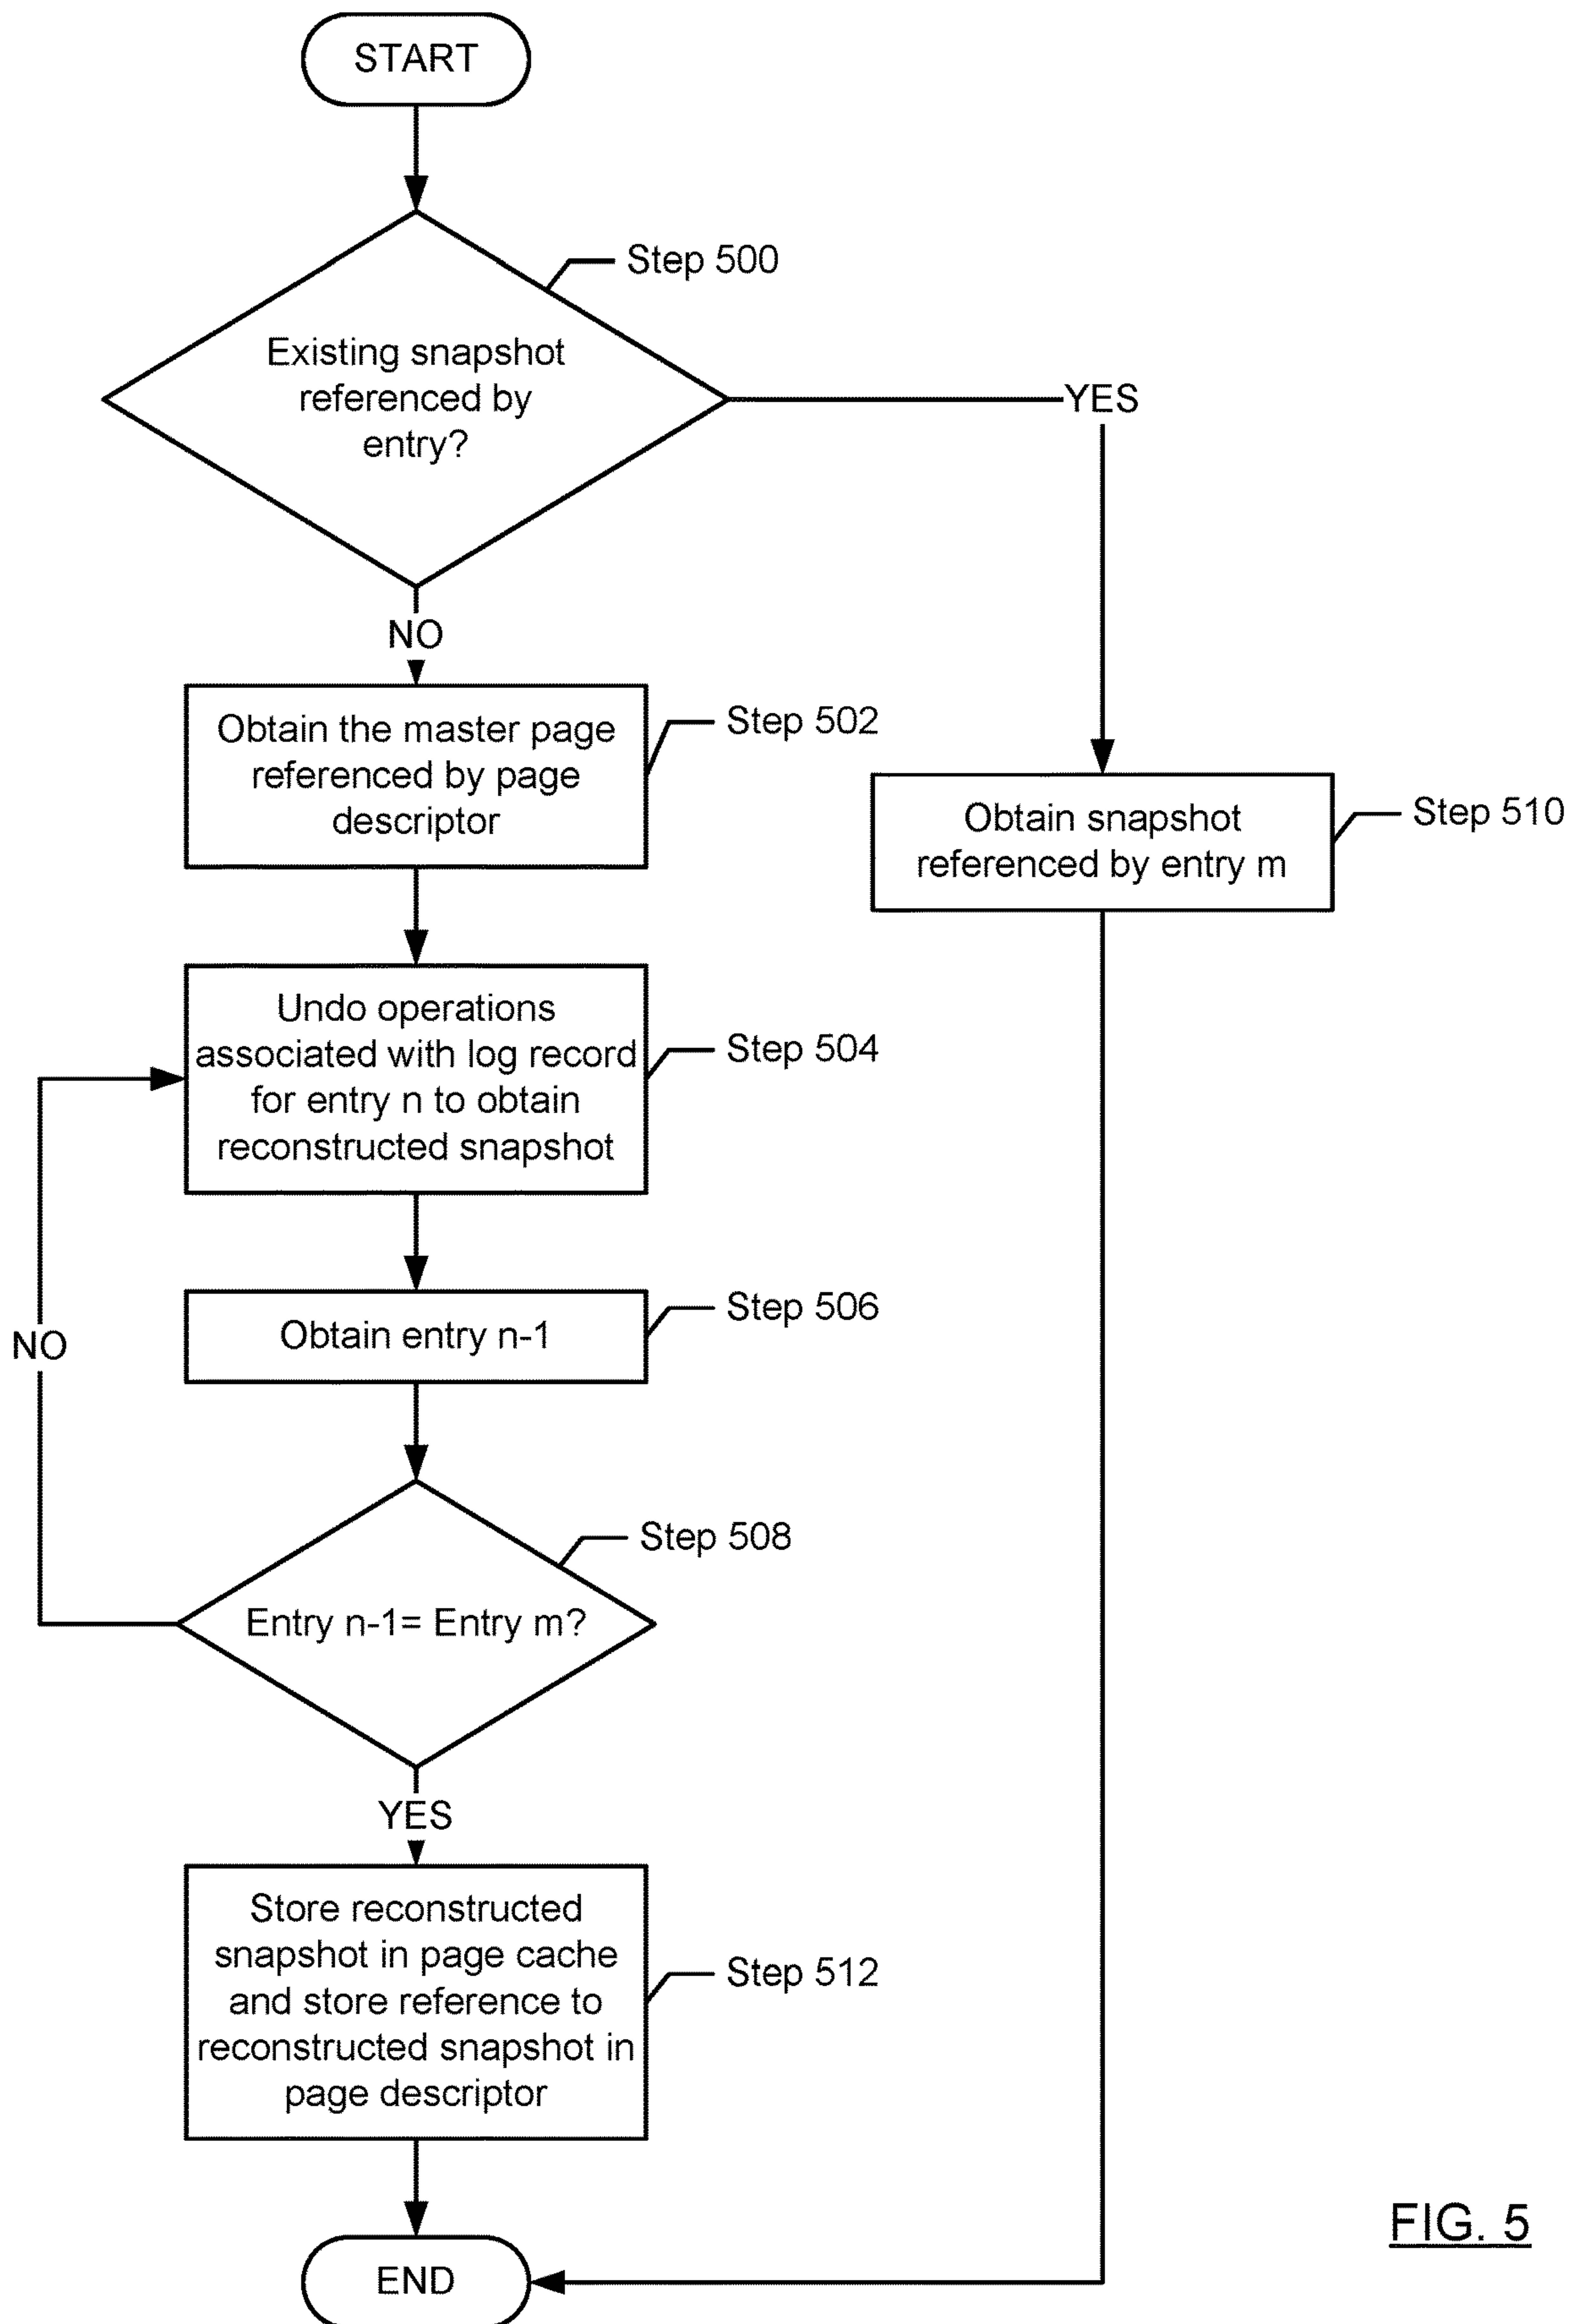 START
Step 500
Existing snapshot
referenced by
entry?
YES
NO
Obtain the master page
referenced by page
descriptor
Step 502
Obtain snapshot
referenced by entry m
Step 510
Undo operations
associated with log record
for entry n to obtain
reconstructed snapshot
Step 504
Obtain entry n-1
Step 506
NO
Step 508
Entry n-1= Entry m?
YES
Store reconstructed
snapshot in page cache
and store reference to
reconstructed snapshot in
page descriptor
Step 512
END
FIG. 5